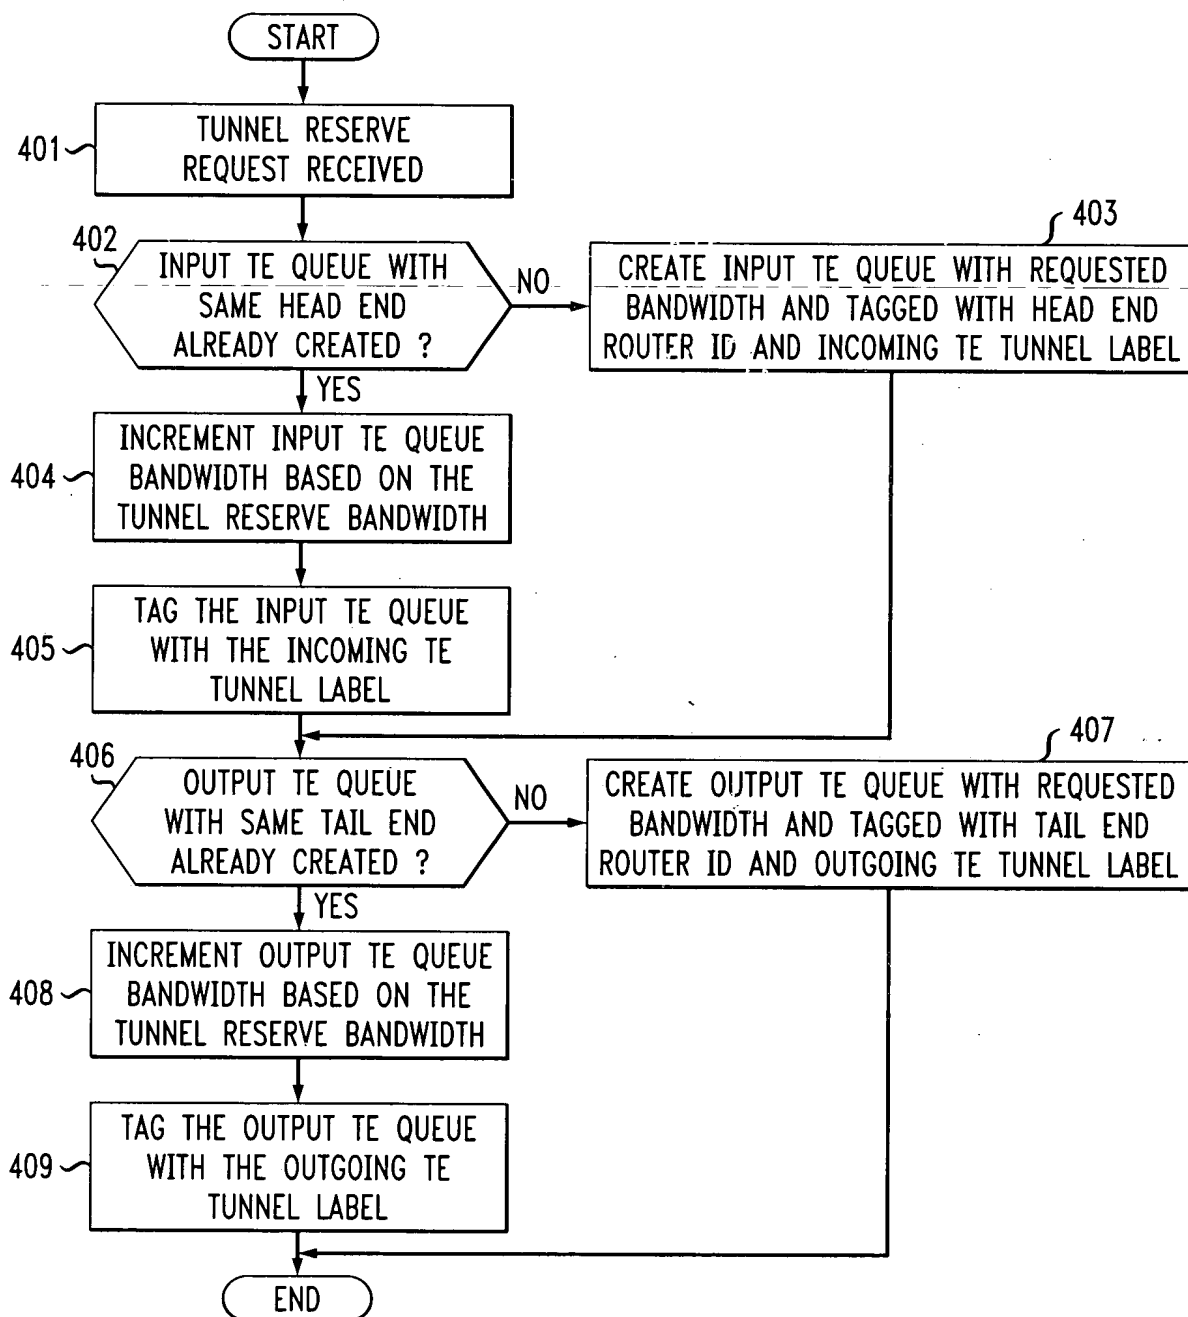 START
401
TUNNEL RESERVE
REQUEST RECEIVED
402
INPUT TE QUEUE WITH
SAME HEAD END
ALREADY CREATED ?
NO
403
CREATE INPUT TE QUEUE WITH REQUESTED
BANDWIDTH AND TAGGED WITH HEAD END
ROUTER ID AND INCOMING TE TUNNEL LABEL
YES
404
INCREMENT INPUT TE QUEUE
BANDWIDTH BASED ON THE
TUNNEL RESERVE BANDWIDTH
405
TAG THE INPUT TE QUEUE
WITH THE INCOMING TE
TUNNEL LABEL
406
OUTPUT TE QUEUE
WITH SAME TAIL END
ALREADY CREATED ?
NO
407
CREATE OUTPUT TE QUEUE WITH REQUESTED
BANDWIDTH AND TAGGED WITH TAIL END
ROUTER ID AND OUTGOING TE TUNNEL LABEL
YES
408
INCREMENT OUTPUT TE QUEUE
BANDWIDTH BASED ON THE
TUNNEL RESERVE BANDWIDTH
409
TAG THE OUTPUT TE QUEUE
WITH THE OUTGOING TE
TUNNEL LABEL
END